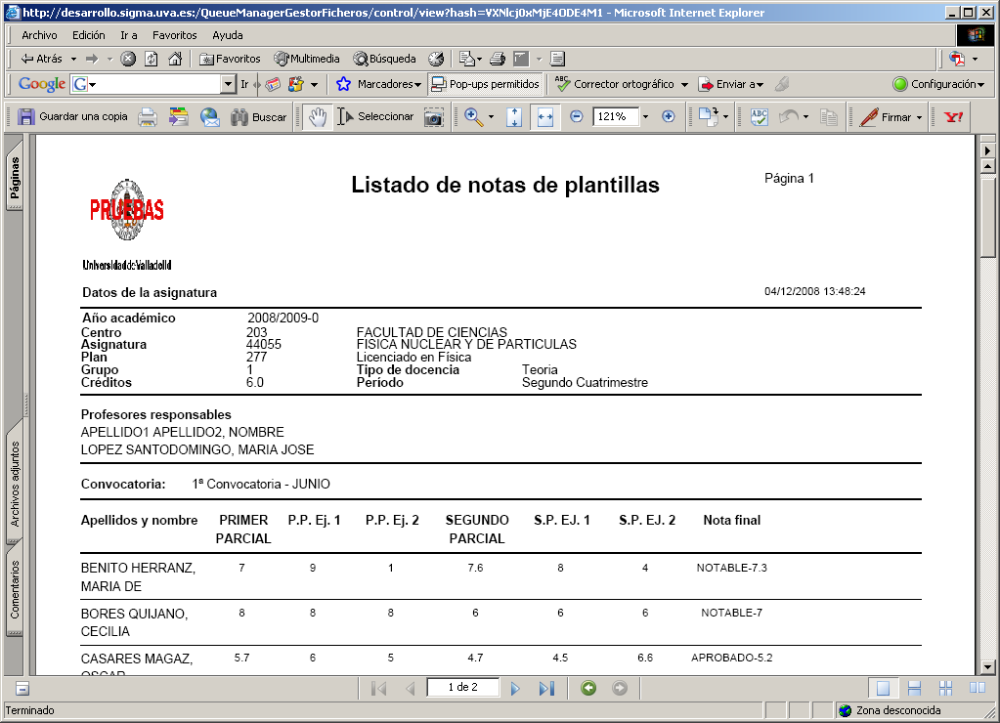 http://desarrollo.sigma.uva.es:/QueueManagerGestorFicheros/control/view?hash=VXNlcj0xMjE4ODE4M1 - Microsoft Internet Explorer
Archivo Edición Ir a Favoritos Ayuda
Atrás Favoritos Multimedia Búsqueda
Google G Ir Marcadores Pop-ups permitidos ABC Corrector ortográfico Enviar a Configuración
Guardar una copia Buscar Seleccionar 121% ABC Firmar Y!
Páginas
Archivos adjuntos
Comentarios
Listado de notas de plantillas
Página 1
PRUEBAS
Universidad de Valladolid
Datos de la asignatura 04/12/2008 13:48:24
Año académico 2008/2009-0
Centro 203 FACULTAD DE CIENCIAS
Asignatura 44055 FISICA NUCLEAR Y DE PARTICULAS
Plan 277 Licenciado en Física
Grupo 1 Tipo de docencia Teoria
Créditos 6.0 Período Segundo Cuatrimestre
Profesores responsables
APELLIDO1 APELLIDO2, NOMBRE
LOPEZ SANTODOMINGO, MARIA JOSE
Convocatoria: 1ª Convocatoria - JUNIO
Apellidos y nombre PRIMER P.P. Ej. 1 P.P. Ej. 2 SEGUNDO S.P. EJ. 1 S.P. EJ. 2 Nota final
PARCIAL PARCIAL
BENITO HERRANZ, 7 9 1 7.6 8 4 NOTABLE-7.3
MARIA DE
BORES QUIJANO, 8 8 8 6 6 6 NOTABLE-7
CECILIA
CASARES MAGAZ, 5.7 6 5 4.7 4.5 6.6 APROBADO-5.2
OSCAR
1 de 2
Terminado Zona desconocida